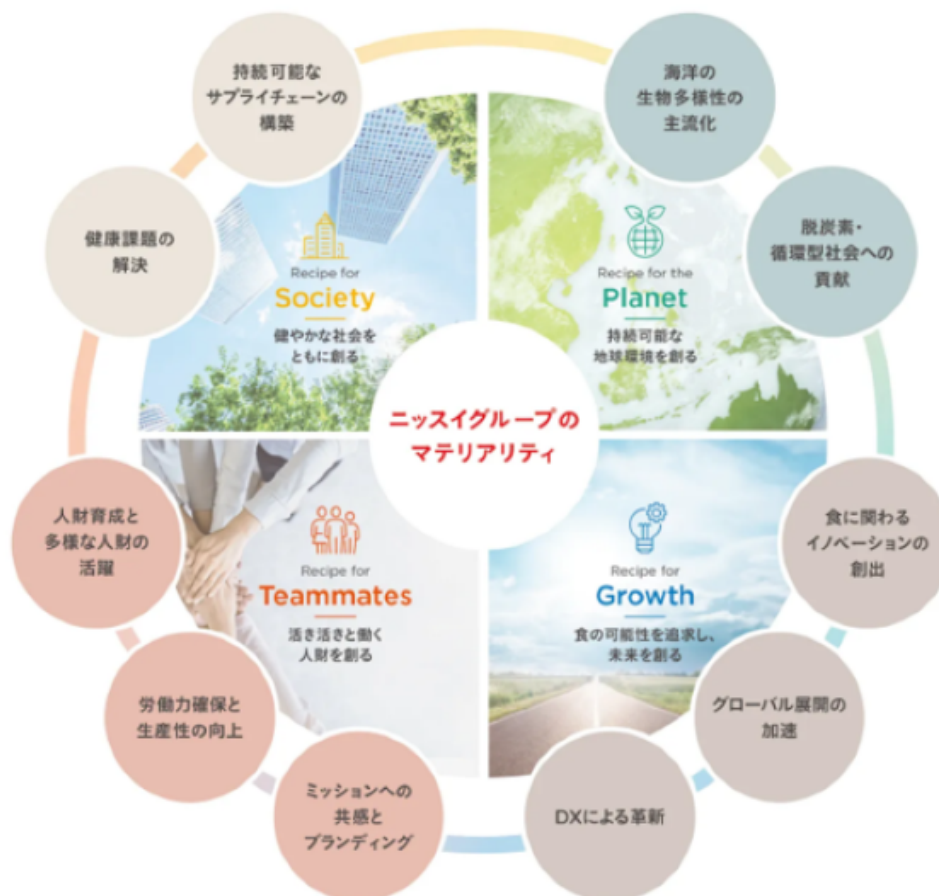 持続可能な
サプライチェーンの
構築
海洋の
生物多様性の
主流化
健康課題の
解決
脱炭素・
循環型社会への
貢献
Recipe for
Society
健やかな社会を
ともに創る
Recipe for the
Planet
持続可能な
地球環境を創る
ニッスイグループの
マテリアリティ
人財育成と
多様な人財の
活躍
Recipe for
Teammates
活き活きと働く
人財を創る
Recipe for
Growth
食の可能性を追求し、
未来を創る
食に関わる
イノベーションの
創出
労働力確保と
生産性の向上
グローバル展開の
加速
ミッションへの
共感と
ブランディング
DXによる革新